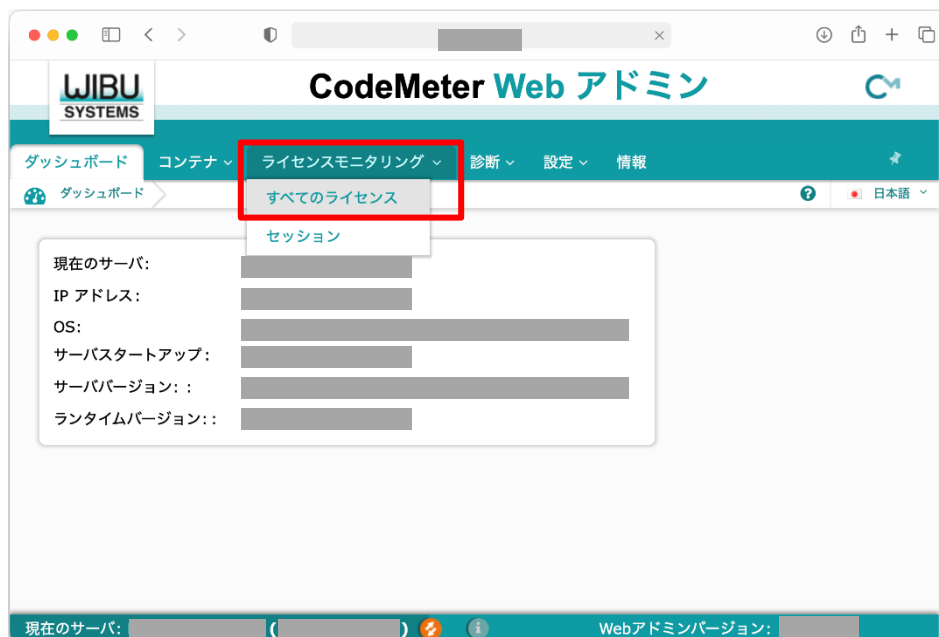 WIBU
SYSTEMS
CodeMeter Web アドミン
ダッシュボード コンテナ ライセンスモニタリング 診断 設定 情報
ダッシュボード すべてのライセンス 日本語
セッション
現在のサーバ:
IP アドレス:
OS:
サーバスタートアップ:
サーババージョン: :
ランタイムバージョン: :
現在のサーバ: ( ) Webアドミンバージョン: